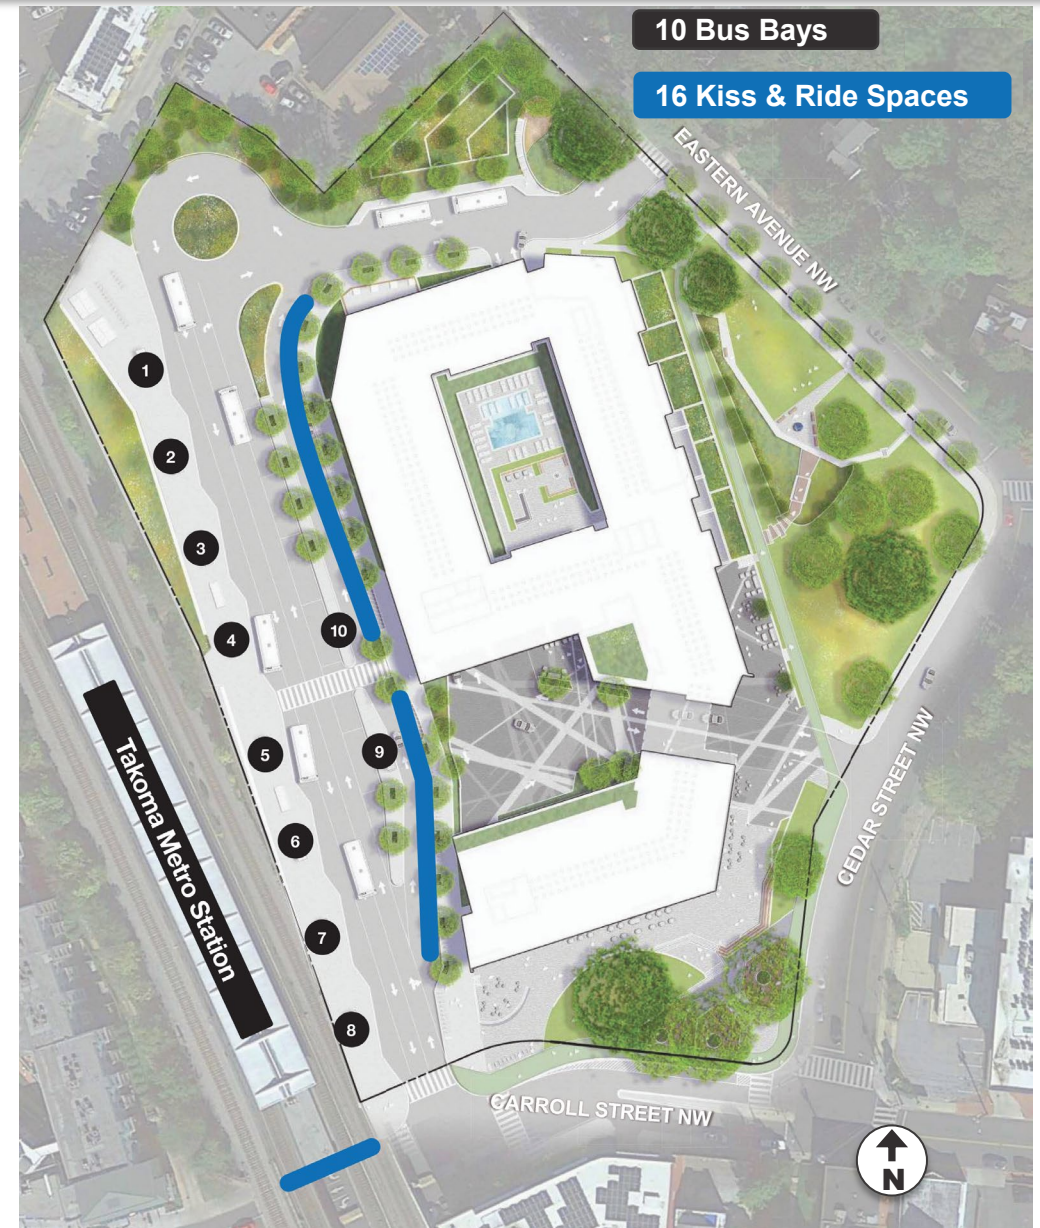 10 Bus Bays
16 Kiss & Ride Spaces
EASTERN AVENUE NW
1
2
3
4
10
5
9
6
7
8
Takoma Metro Station
CEDAR STREET NW
CARROLL STREET NW
N